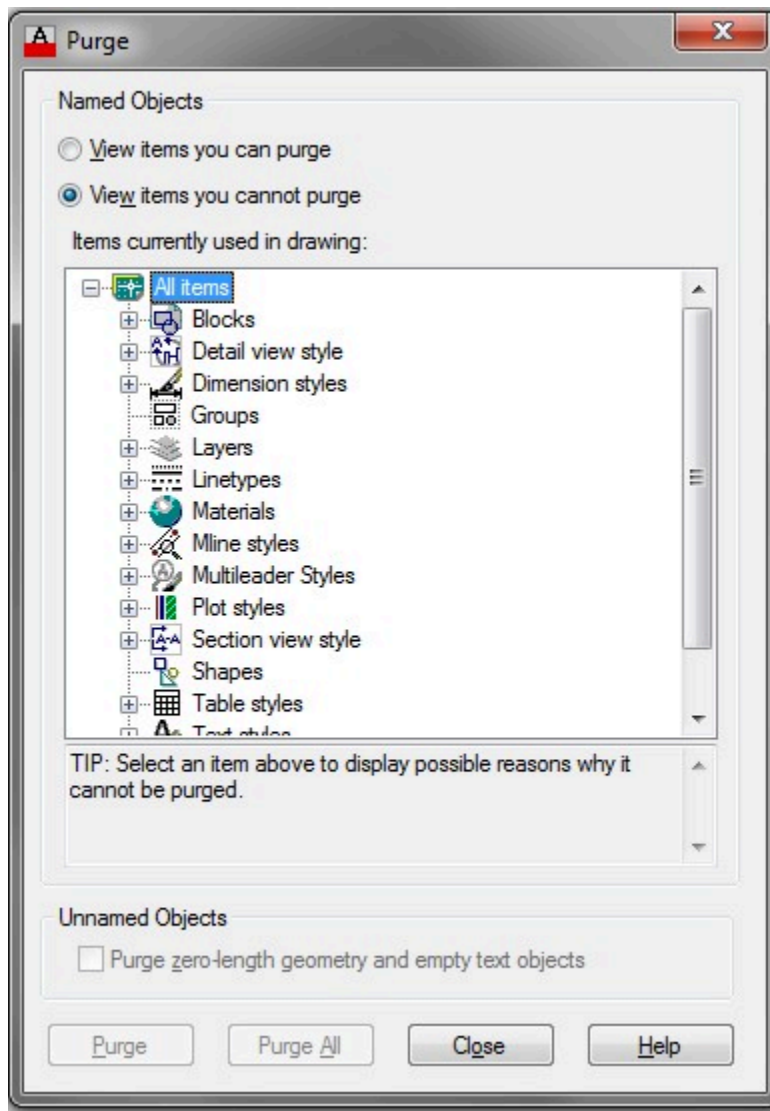 Purge
Named Objects
View items you can purge
View items you cannot purge
Items currently used in drawing:
All items
Blocks
Detail view style
Dimension styles
Groups
Layers
Linetypes
Materials
Mline styles
Multileader Styles
Plot styles
Section view style
Shapes
Table styles
Text styles
TIP: Select an item above to display possible reasons why it
cannot be purged.
Unnamed Objects
Purge zero-length geometry and empty text objects
Purge Purge All Close Help